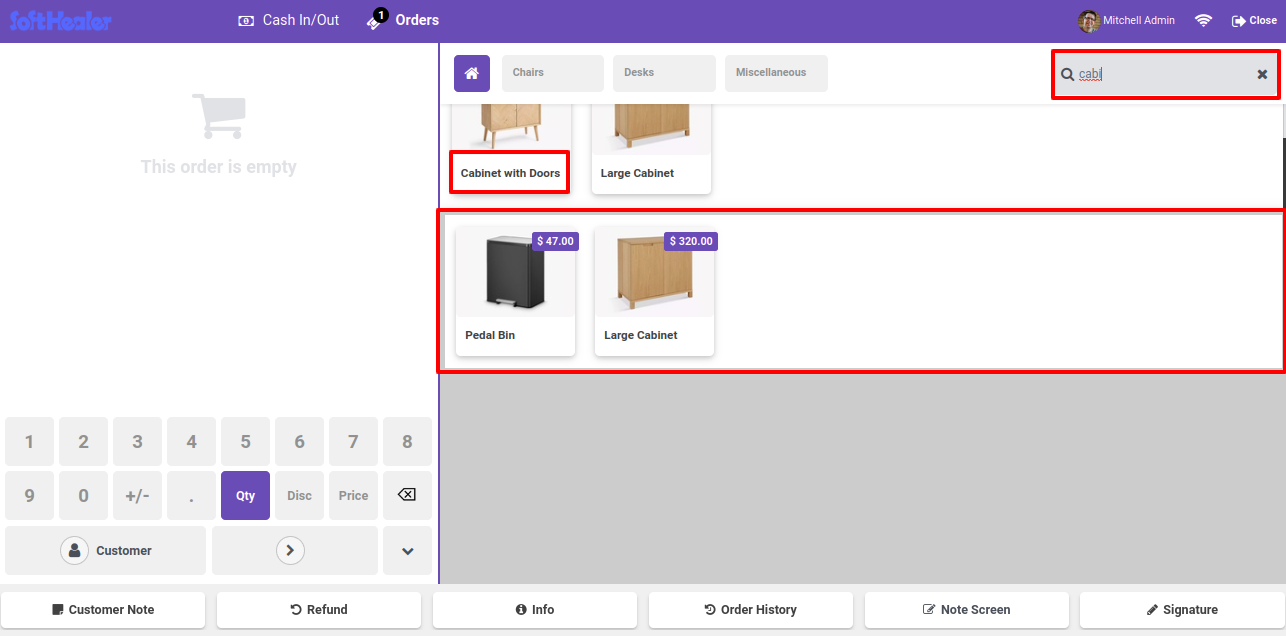 SoftHealer
Cash In/Out
1
Orders
Mitchell Admin
Close
This order is empty
Chairs
Desks
Miscellaneous
cabi
Cabinet with Doors
Large Cabinet
$ 47.00
$ 320.00
Pedal Bin
Large Cabinet
1 2 3 4 5 6 7 8
9 0 +/- . Qty Disc Price
Customer
Customer Note
Refund
Info
Order History
Note Screen
Signature